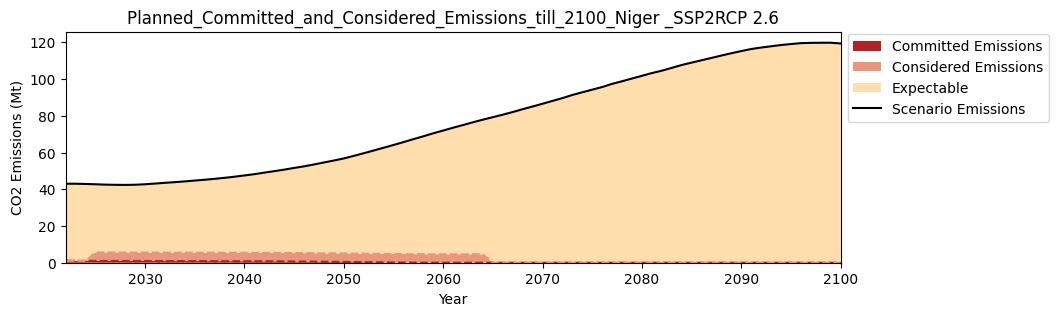 Planned_Committed_and_Considered_Emissions_till_2100_Niger _SSP2RCP 2.6
CO2 Emissions (Mt)
120
100
80
60
40
20
0
2030 2040 2050 2060 2070 2080 2090 2100
Year
Committed Emissions
Considered Emissions
Expectable
Scenario Emissions